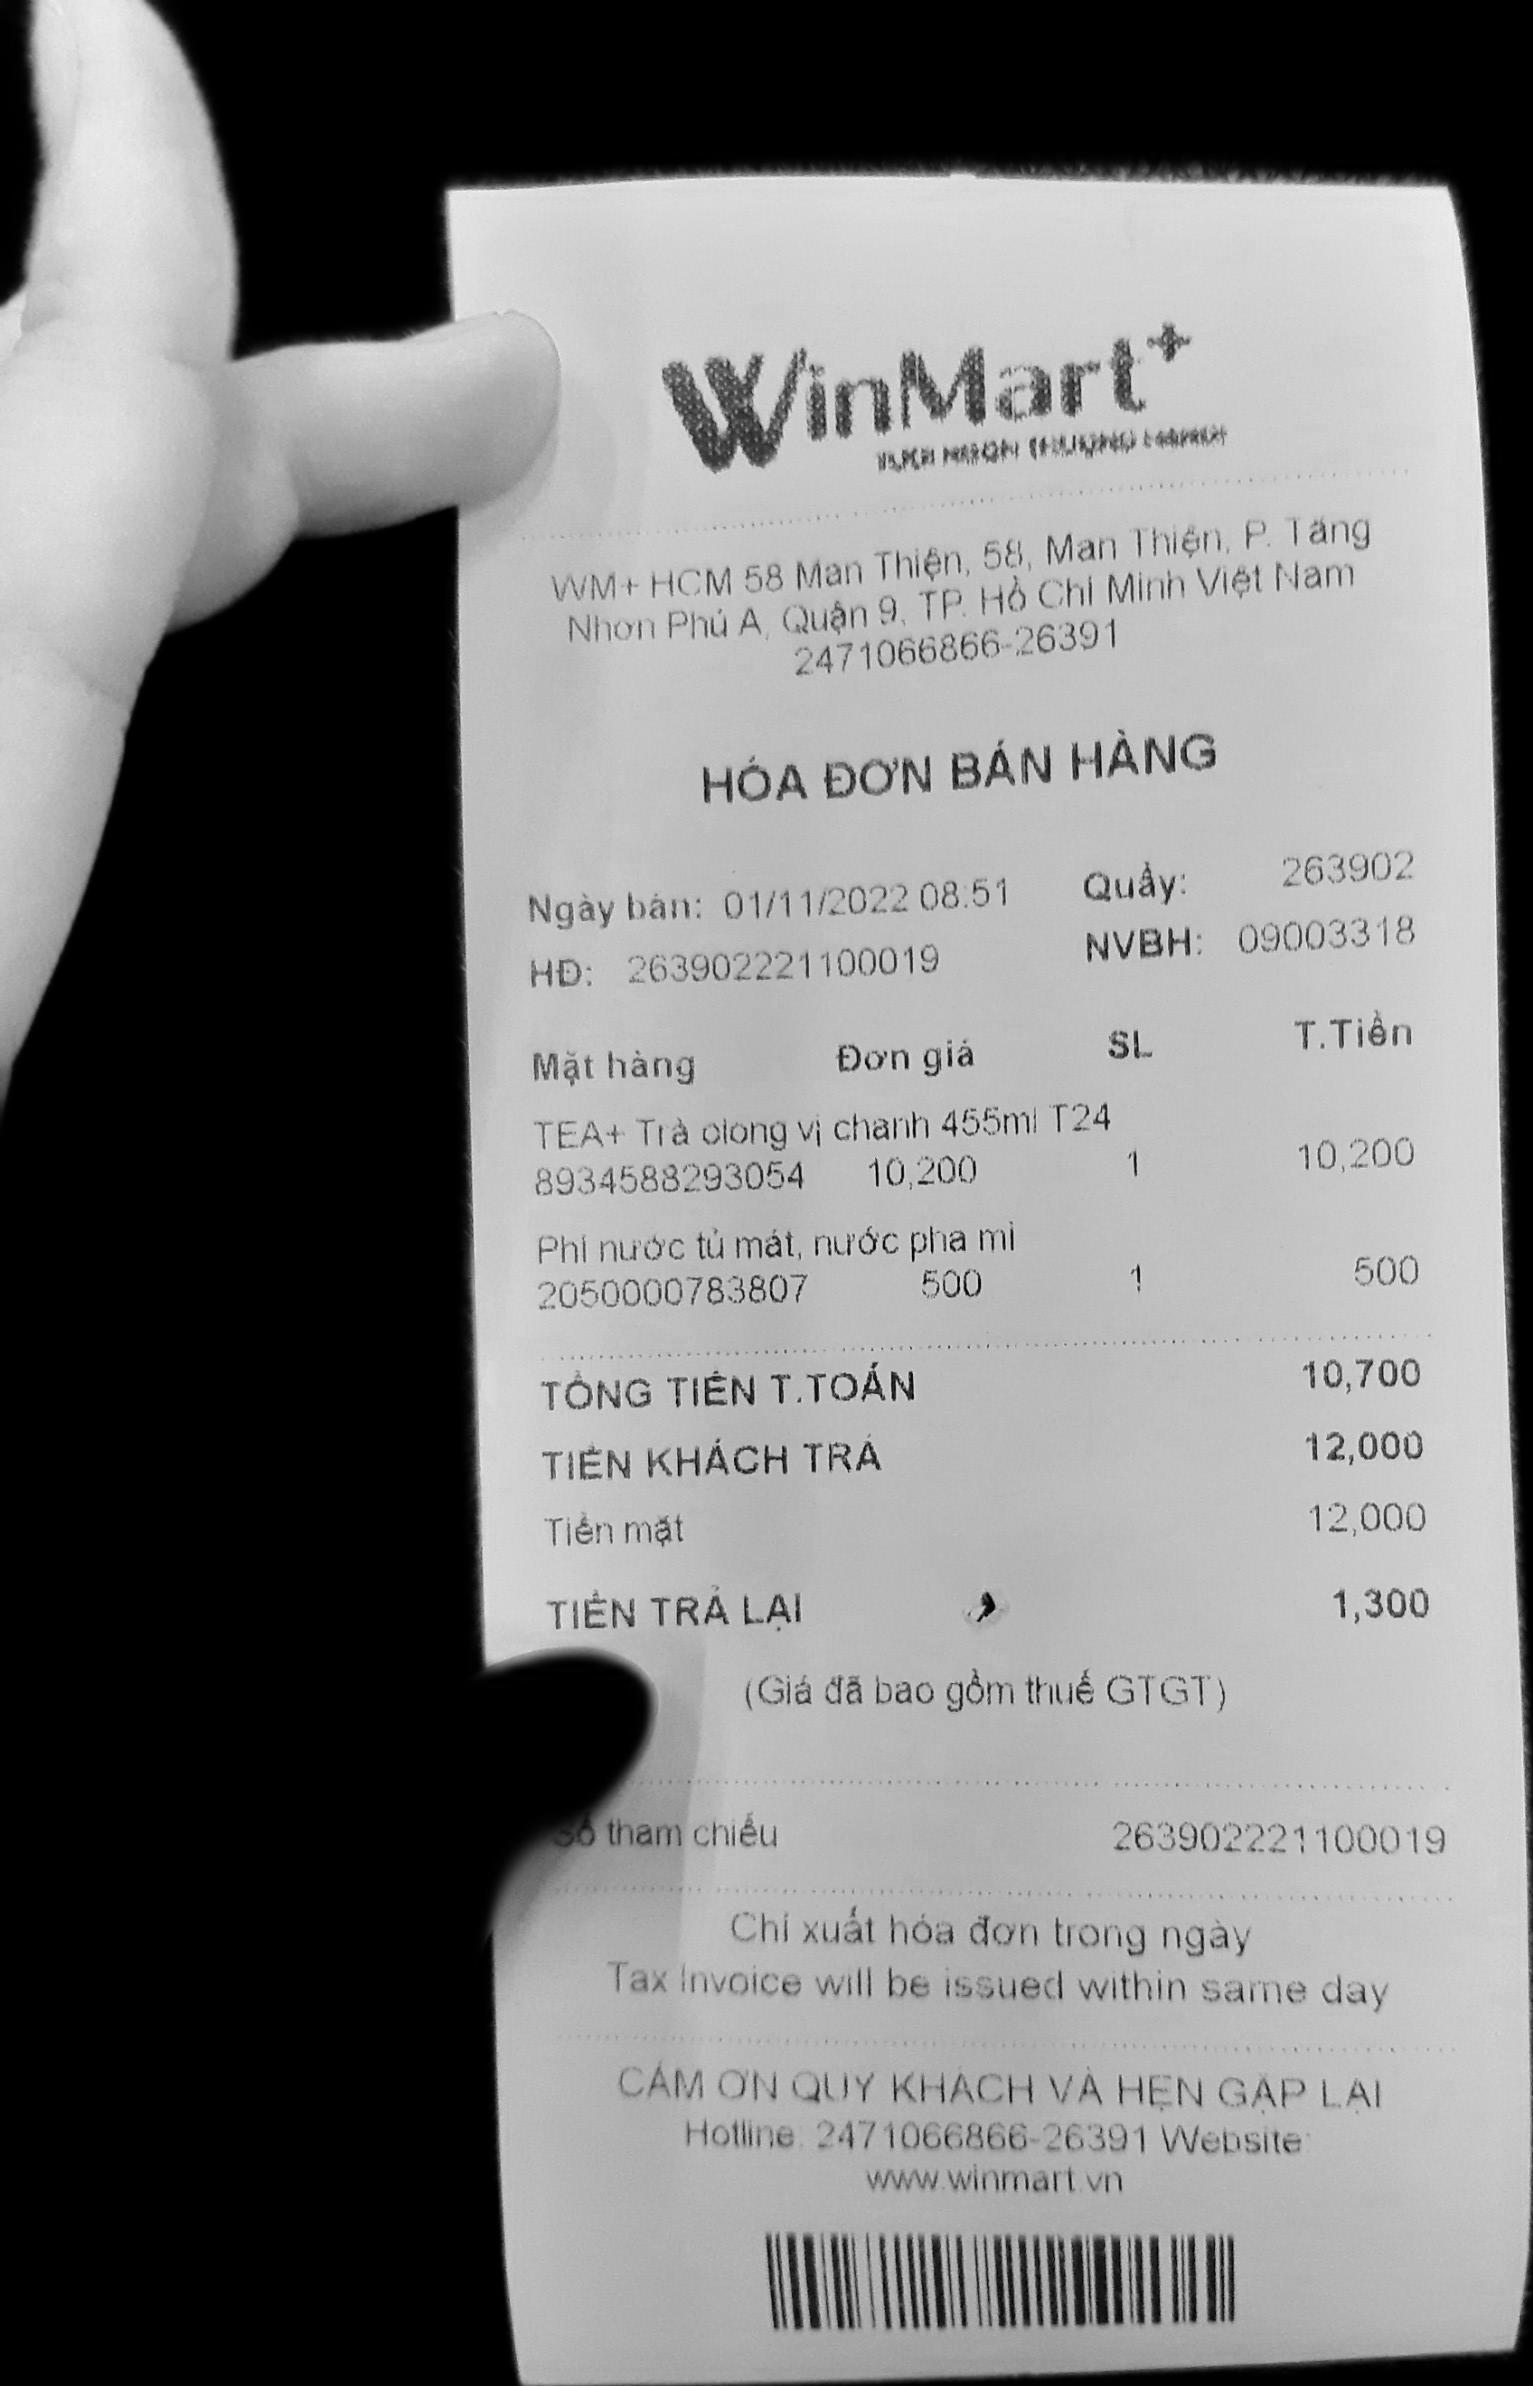 WinMart+
WM+ HCM 58 Man Thiện, 58, Man Thiện, P. Tăng
Nhơn Phú A, Quận 9, TP. Hồ Chí Minh Việt Nam
2471066866-26391
HÓA ĐƠN BÁN HÀNG
Ngày bán: 01/11/2022 08:51 Quầy: 263902
HĐ: 263902221100019 NVBH: 09003318
Mặt hàng Đơn giá SL T.Tiền
TEA+ Trà olong vị chanh 455ml T24
8934588293054 10,200 1 10,200
Phí nước tủ mát, nước pha mì
2050000783807 500 1 500
TỔNG TIỀN T.TOÁN 10,700
TIỀN KHÁCH TRẢ 12,000
Tiền mặt 12,000
TIỀN TRẢ LẠI 1,300
(Giá đã bao gồm thuế GTGT)
Số tham chiếu 263902221100019
Chỉ xuất hóa đơn trong ngày
Tax Invoice will be issued within same day
CẢM ƠN QUÝ KHÁCH VÀ HẸN GẶP LẠI
Hotline: 2471066866-26391 Website:
www.winmart.vn